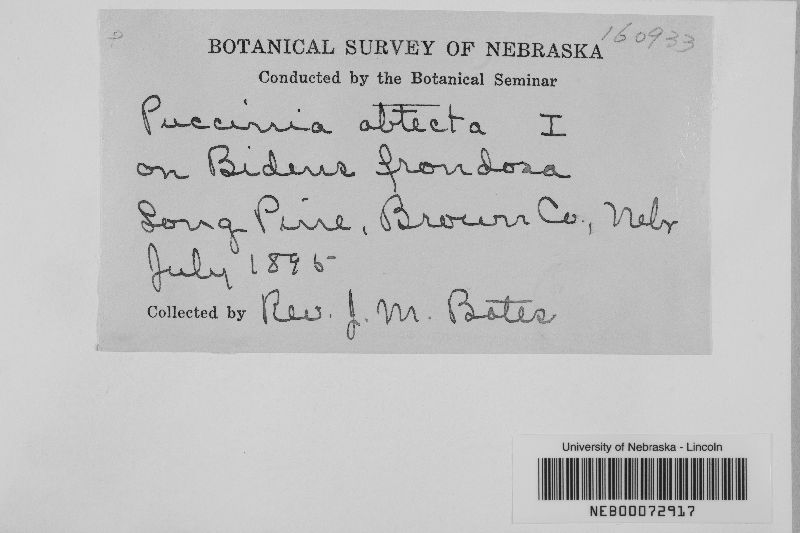 160933
BOTANICAL SURVEY OF NEBRASKA
Conducted by the Botanical Seminar
Puccinia obtecta I
on Bidens frondosa
Long Pine, Brown Co., Nebr
July 1895
Collected by Rev. J. M. Bates
University of Nebraska - Lincoln
NEB00072917